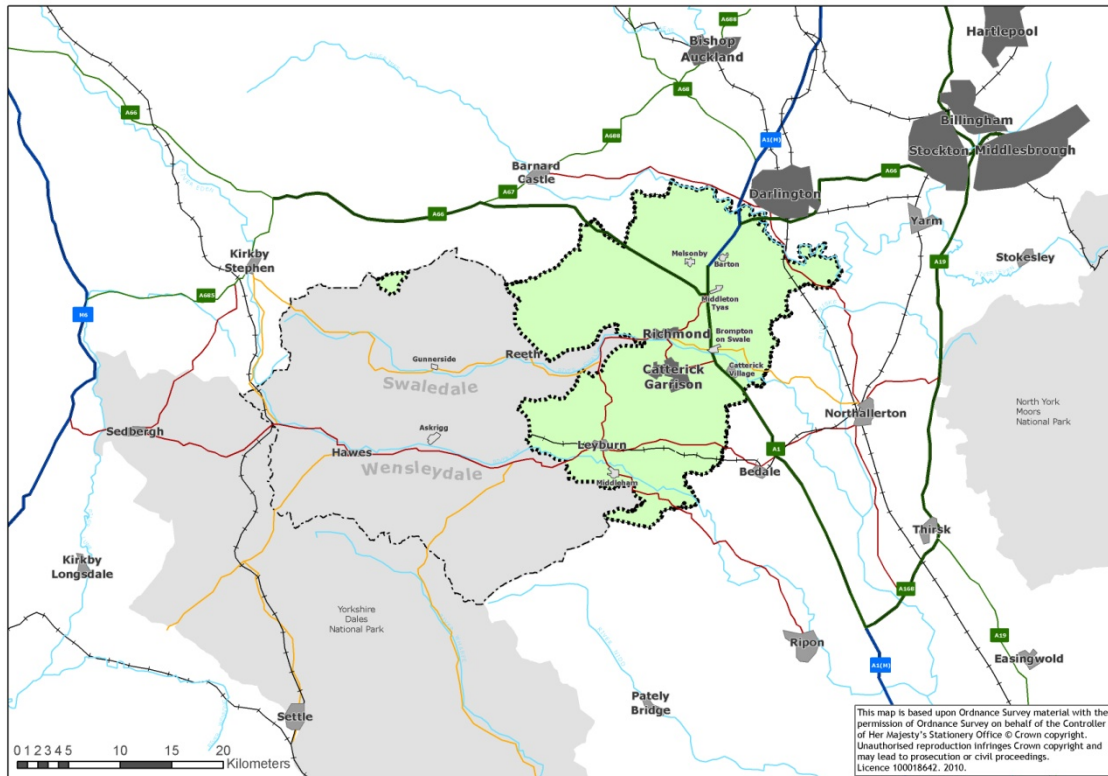 A688
Bishop
Auckland
Hartlepool
A66
A68
Billingham
A688
A1(M)
Stockton
Middlesbrough
Barnard
Castle
A66
Darlington
A67
A66
Yarm
Kirkby
Stephen
Melsonby
Barton
Stokesley
A19
A685
M6
Middleton
Tyas
Richmond
Brompton
on Swale
Gunnerside
Reeth
Catterick
Village
Catterick
Garrison
Swaledale
North York
Moors
National Park
Northallerton
Sedbergh
Askrigg
Leyburn
Hawes
A1
Wensleydale
Bedale
Middleham
Thirsk
Kirkby
Longsdale
A168
Yorkshire
Dales
National Park
Ripon
A19
A1(M)
Easingwold
Pately
Bridge
Settle
0 1 2 3 4 5 10 15 20
Kilometers
This map is based upon Ordnance Survey material with the
permission of Ordnance Survey on behalf of the Controller
of Her Majesty's Stationery Office © Crown copyright.
Unauthorised reproduction infringes Crown copyright and
may lead to prosecution or civil proceedings.
Licence 100018642. 2010.